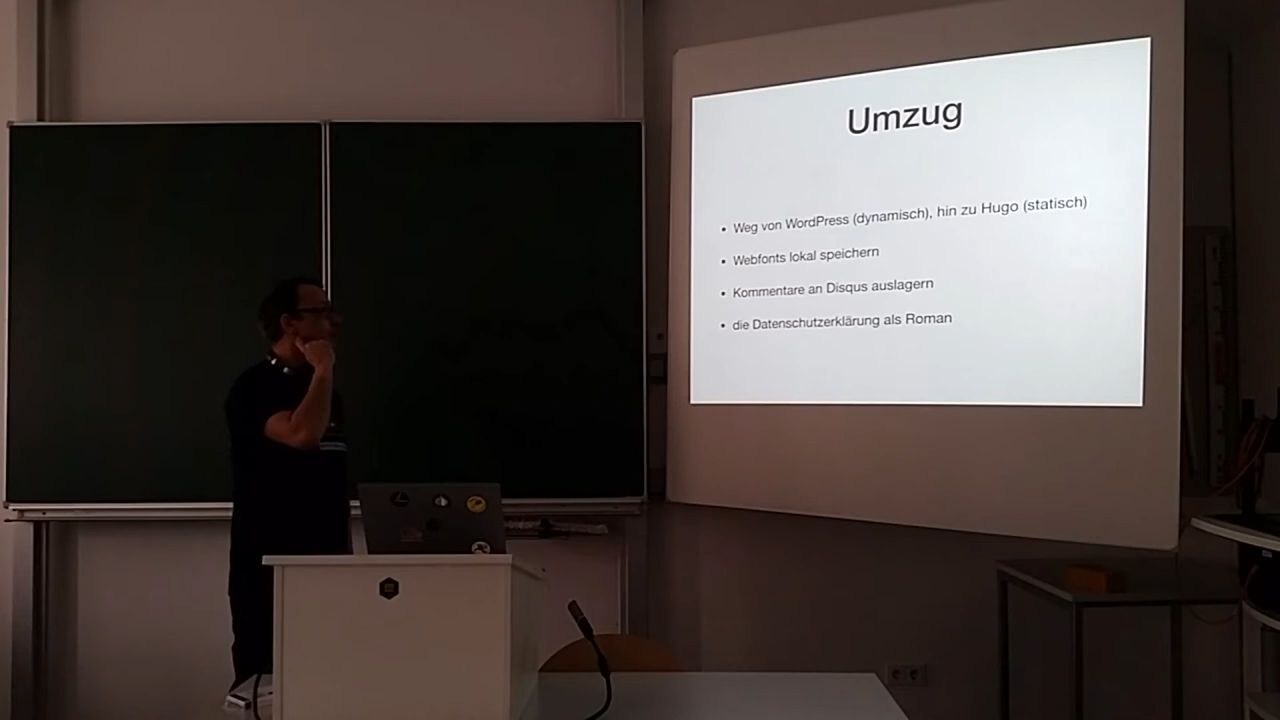 Umzug
• Weg von WordPress (dynamisch), hin zu Hugo (statisch)
• Webfonts lokal speichern
• Kommentare an Disqus auslagern
• die Datenschutzerklärung als Roman